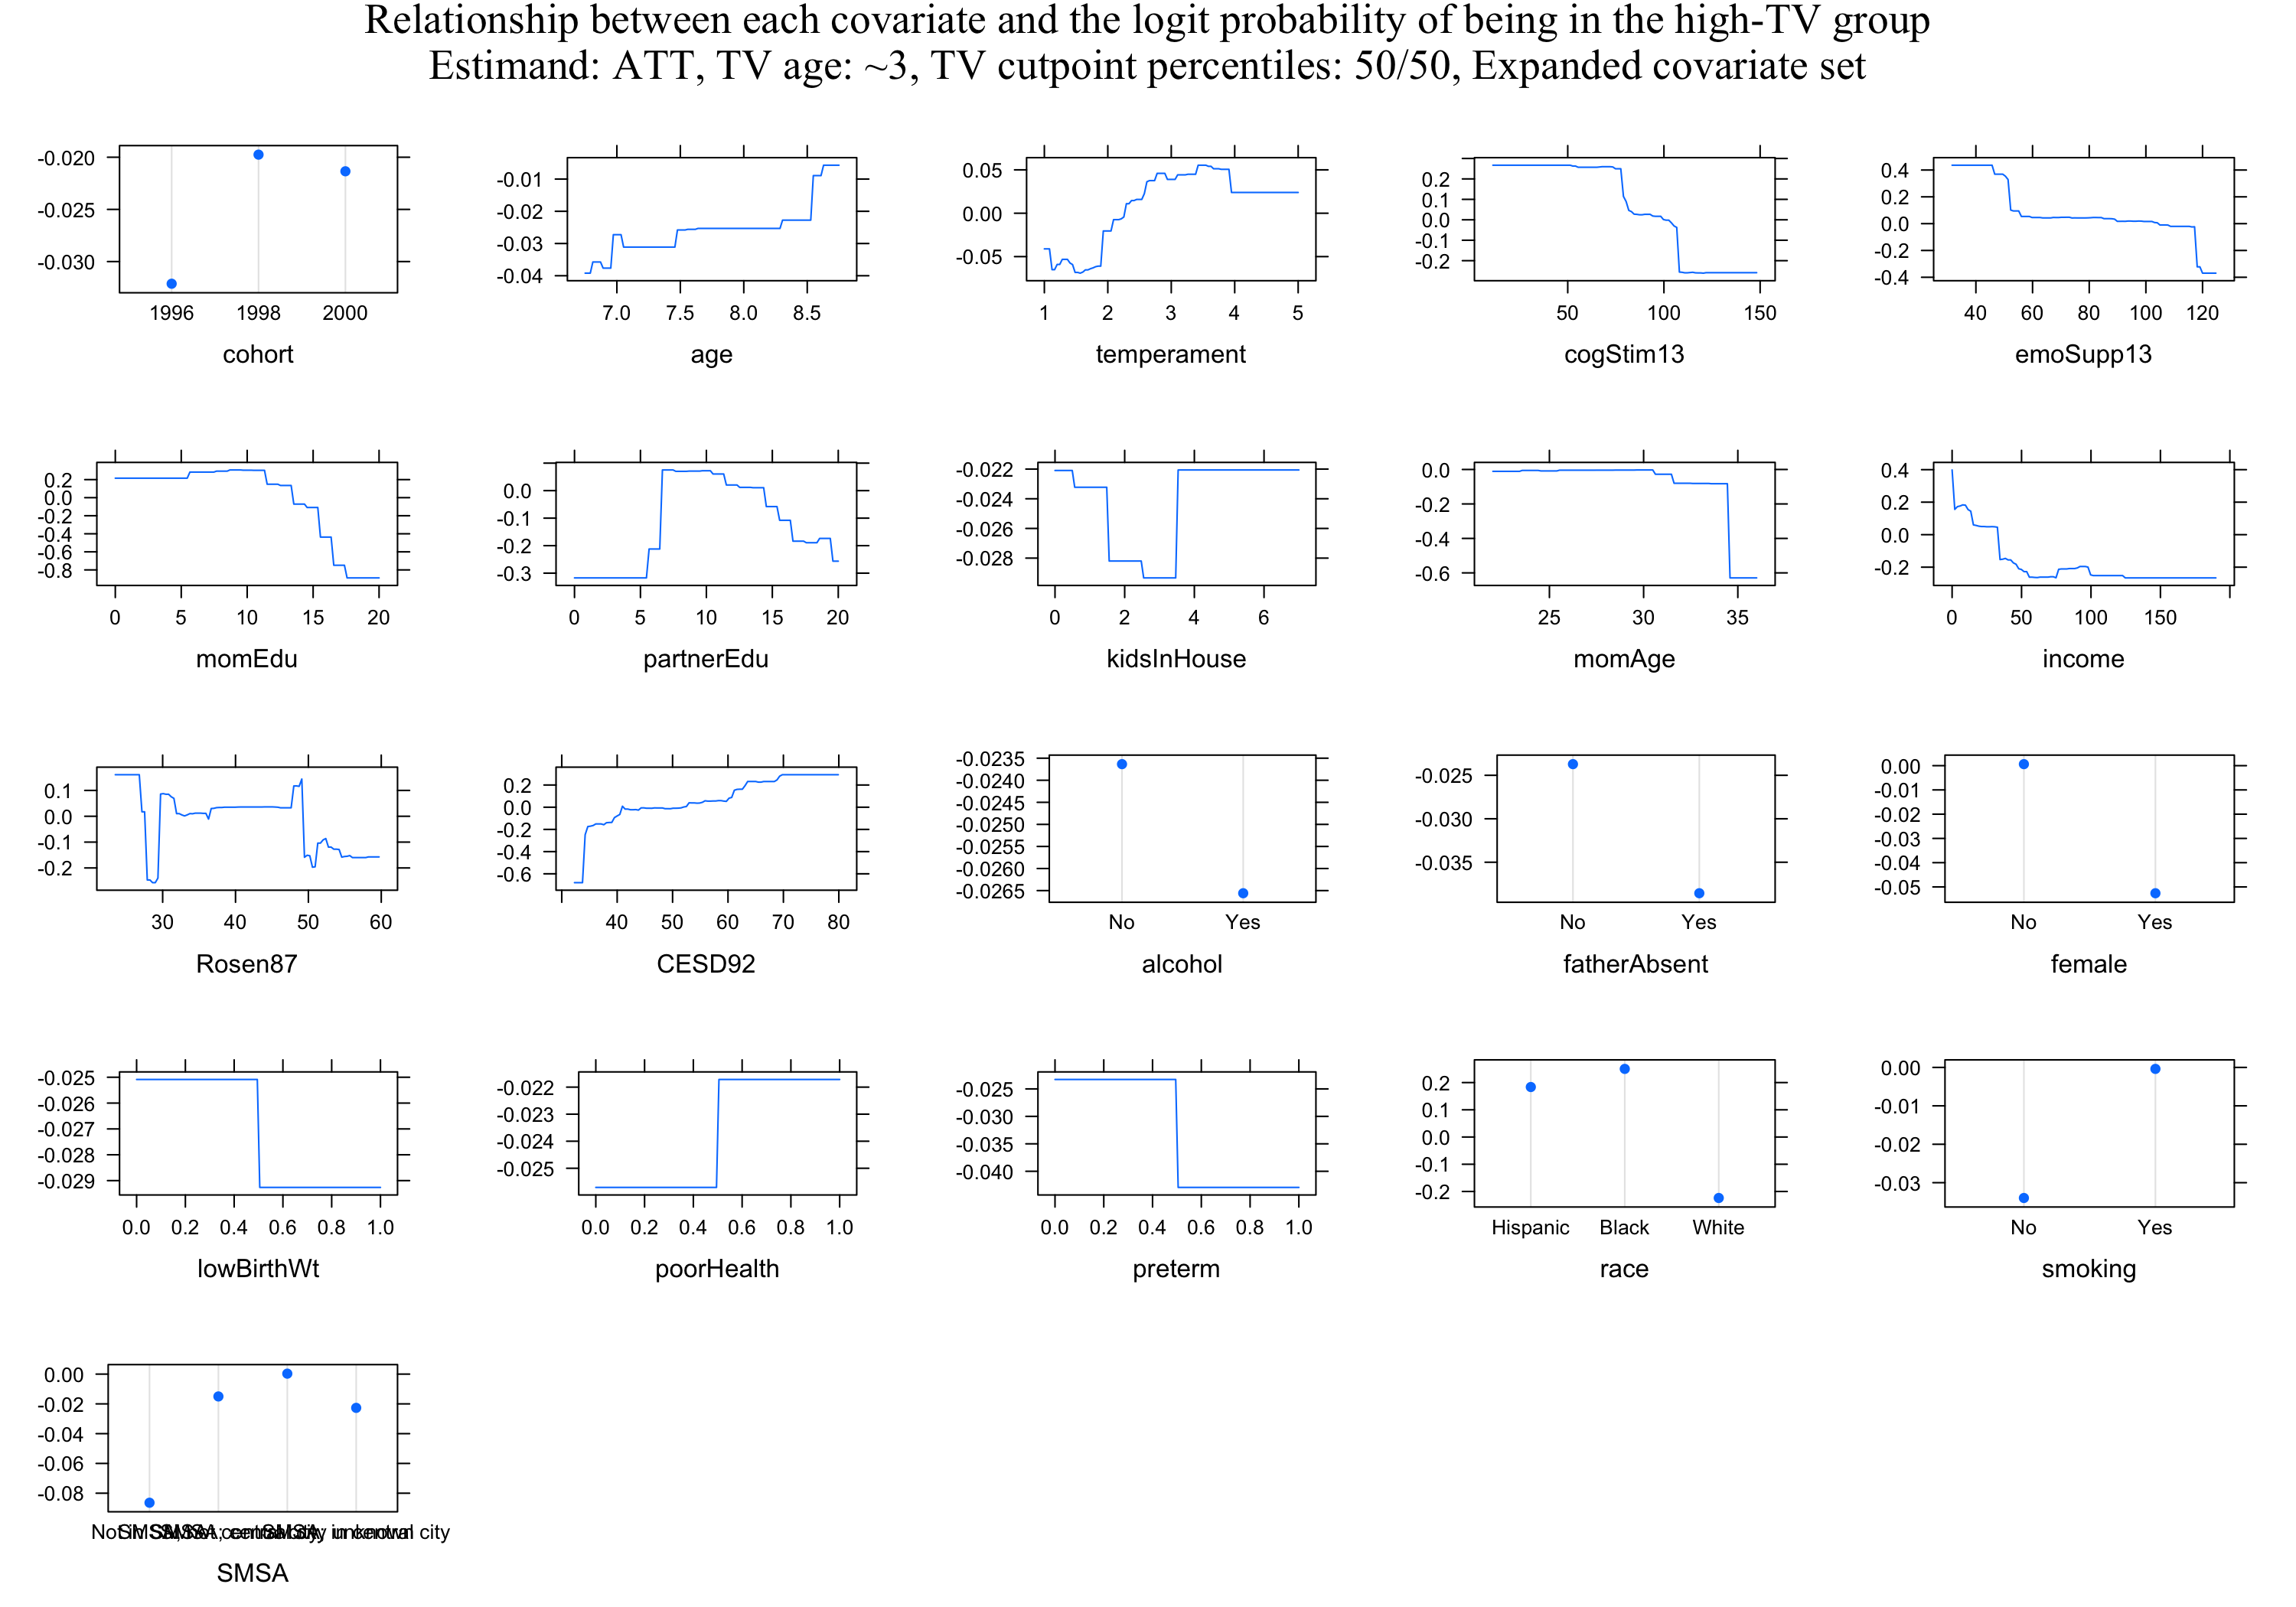 Relationship between each covariate and the logit probability of being in the high-TV group
Estimand: ATT, TV age: ~3, TV cutpoint percentiles: 50/50, Expanded covariate set
-0.020
-0.025
-0.030
1996 1998 2000
cohort
-0.01
-0.02
-0.03
-0.04
7.0 7.5 8.0 8.5
age
0.05
0.00
-0.05
1 2 3 4 5
temperament
0.2
0.1
0.0
-0.1
-0.2
50 100 150
cogStim13
0.4
0.2
0.0
-0.2
-0.4
40 60 80 100 120
emoSupp13
0.2
0.0
-0.2
-0.4
-0.6
-0.8
0 5 10 15 20
momEdu
0.0
-0.1
-0.2
-0.3
0 5 10 15 20
partnerEdu
-0.022
-0.024
-0.026
-0.028
0 2 4 6
kidsInHouse
0.0
-0.2
-0.4
-0.6
25 30 35
momAge
0.4
0.2
0.0
-0.2
0 50 100 150
income
0.1
0.0
-0.1
-0.2
30 40 50 60
Rosen87
0.2
0.0
-0.2
-0.4
-0.6
40 50 60 70 80
CESD92
-0.0235
-0.0240
-0.0245
-0.0250
-0.0255
-0.0260
-0.0265
No Yes
alcohol
-0.025
-0.030
-0.035
No Yes
fatherAbsent
0.00
-0.01
-0.02
-0.03
-0.04
-0.05
No Yes
female
-0.025
-0.026
-0.027
-0.028
-0.029
0.0 0.2 0.4 0.6 0.8 1.0
lowBirthWt
-0.022
-0.023
-0.024
-0.025
0.0 0.2 0.4 0.6 0.8 1.0
poorHealth
-0.025
-0.030
-0.035
-0.040
0.0 0.2 0.4 0.6 0.8 1.0
preterm
0.2
0.1
0.0
-0.1
-0.2
Hispanic Black White
race
0.00
-0.01
-0.02
-0.03
No Yes
smoking
0.00
-0.02
-0.04
-0.06
-0.08
city
SMSA